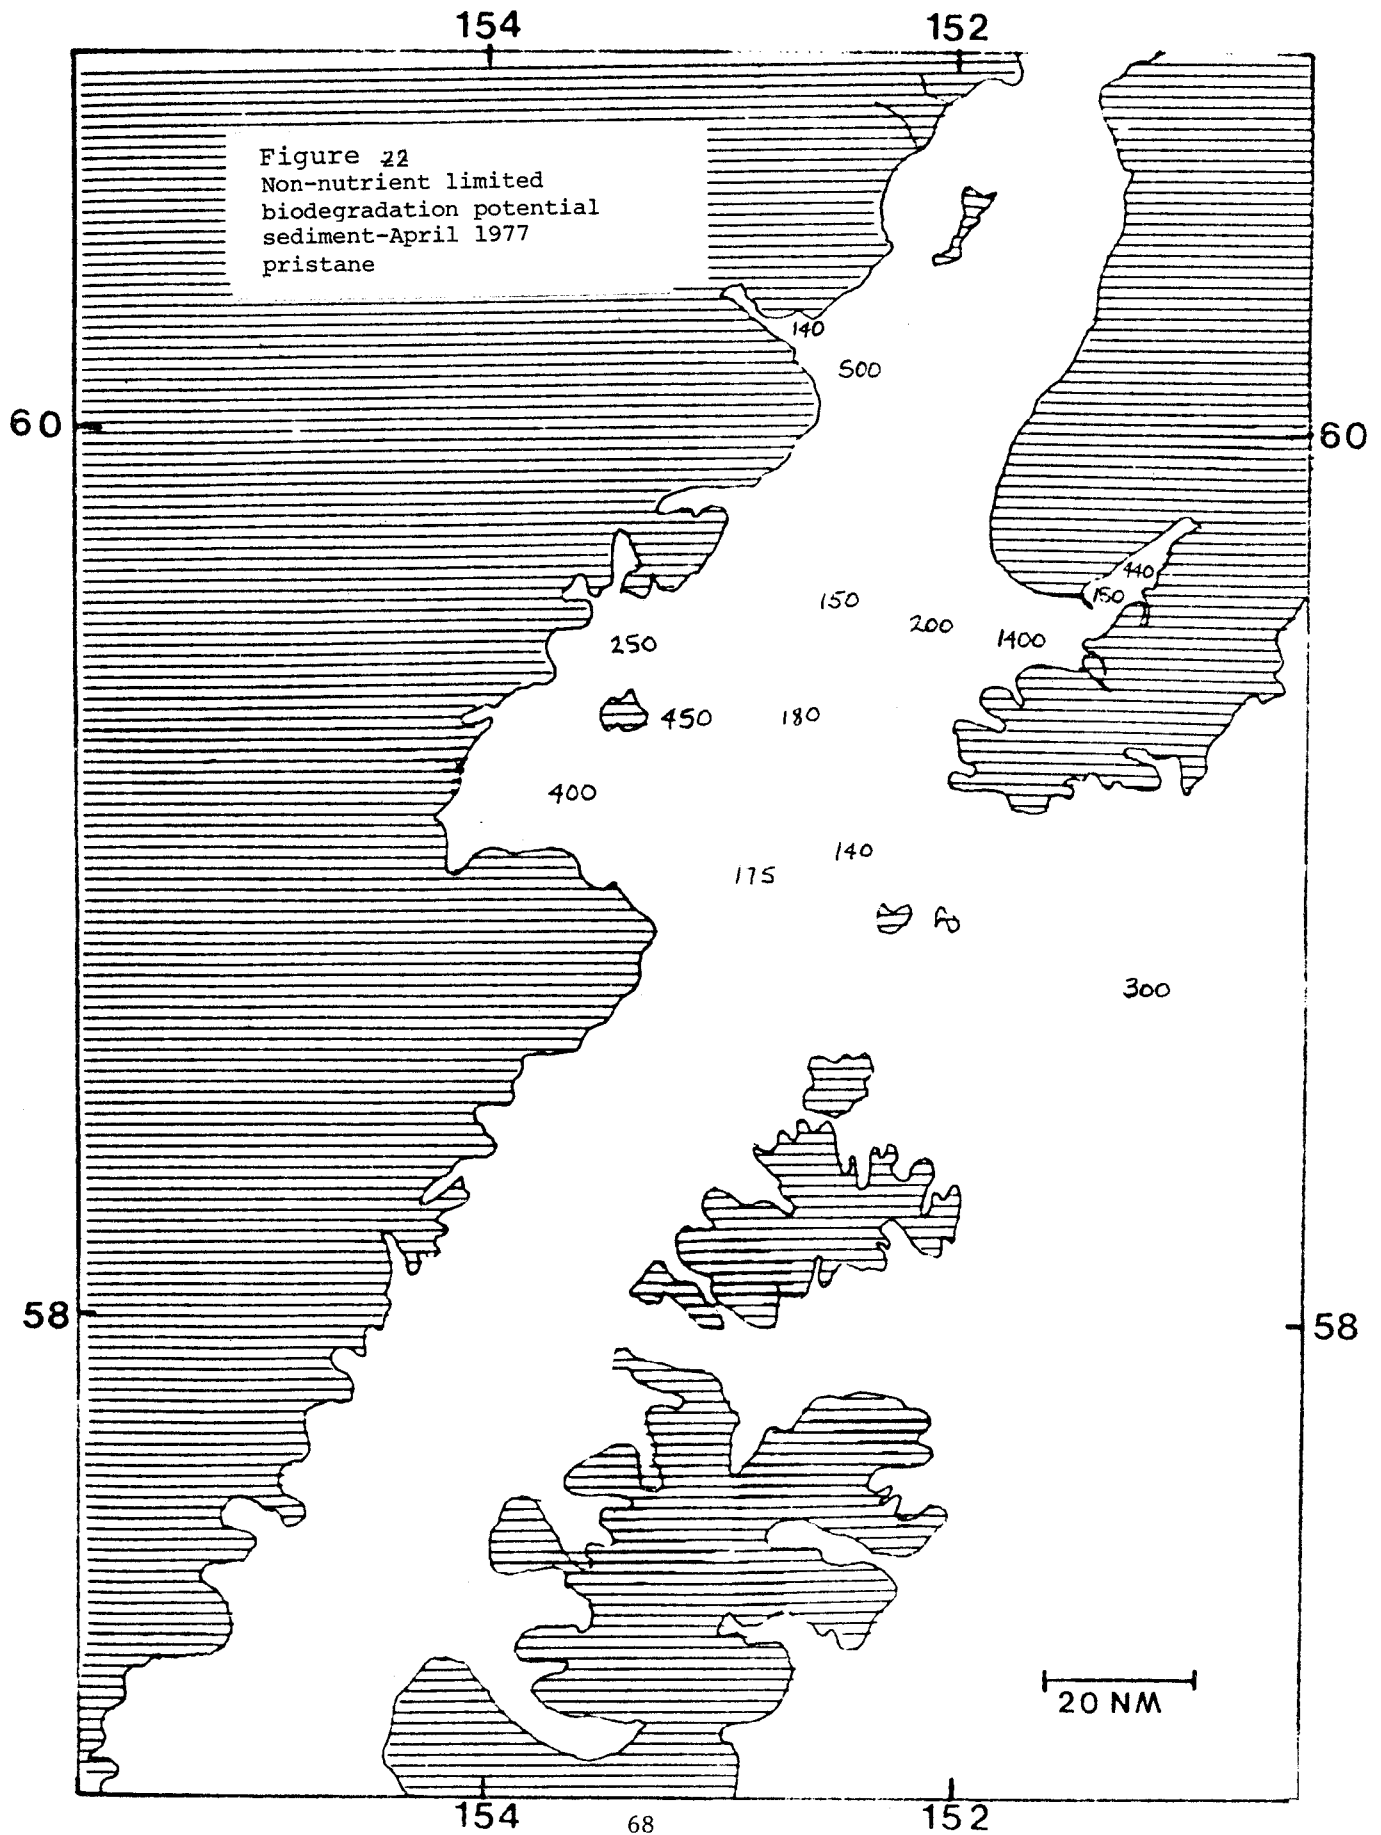 154 152
Figure 22
Non-nutrient limited
biodegradation potential
sediment-April 1977
pristane
140
500
60 60
440
150 150
200
1400
250
450 180
400
140
175
300
58 58
20 NM
154 152
68